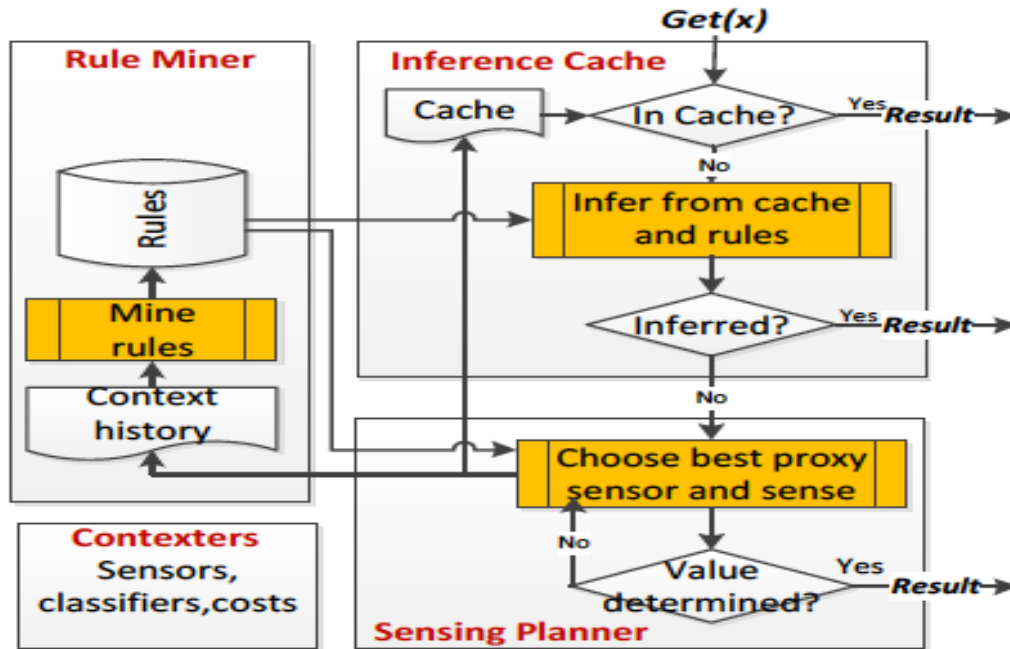 Get(x)
Rule Miner
Inference Cache
Cache
In Cache?
Yes
Result
No
Rules
Infer from cache
and rules
Mine
rules
Inferred?
Yes
Result
Context
history
No
Choose best proxy
sensor and sense
Contexters
Sensors,
classifiers,costs
No
Value
determined?
Yes
Result
Sensing Planner